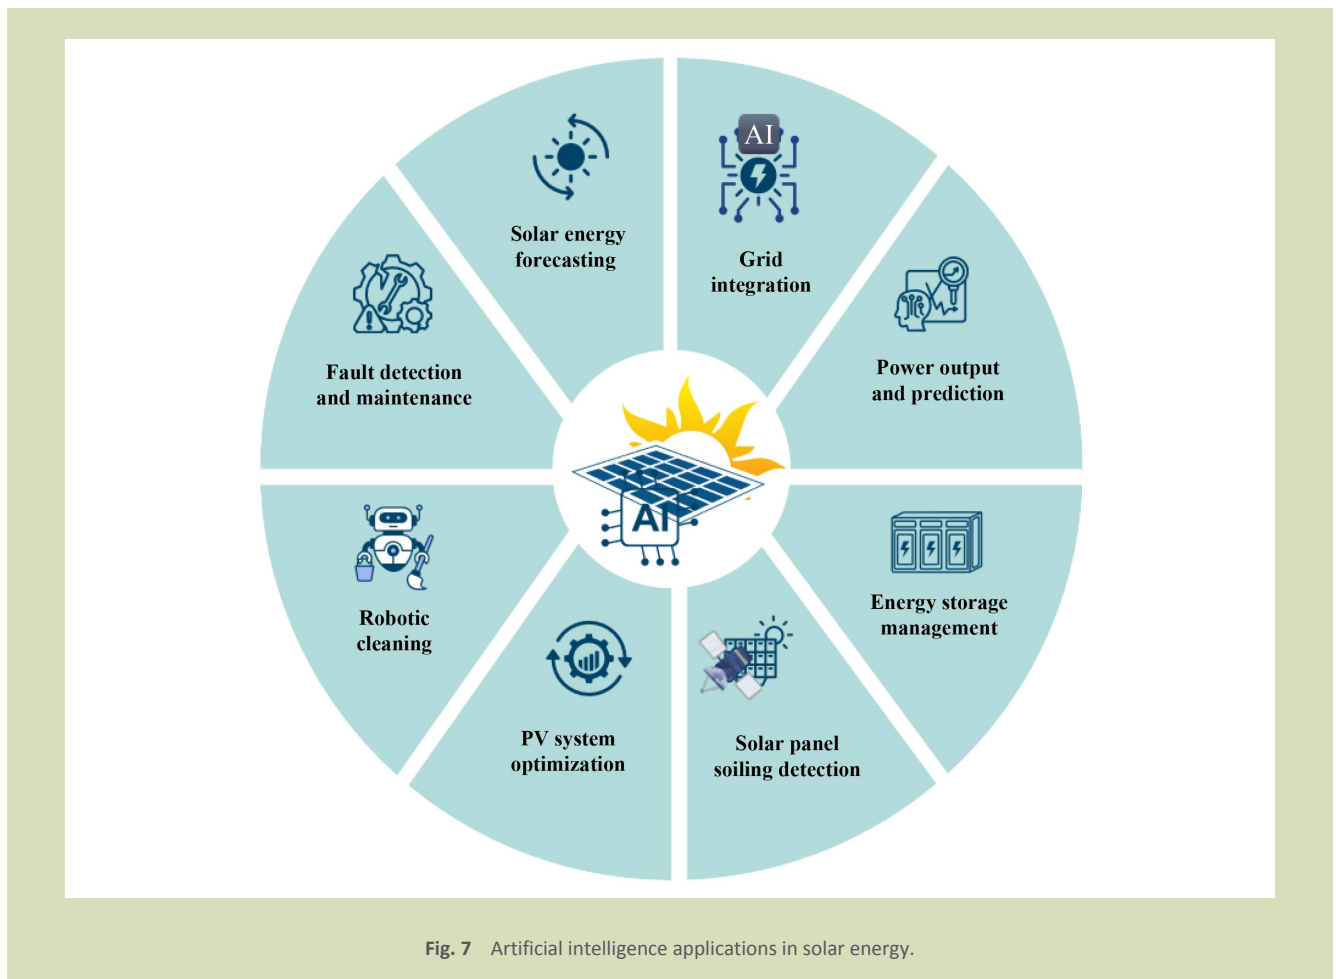 AI
Solar energy
forecasting
Grid
integration
Fault detection
and maintenance
Power output
and prediction
AI
Robotic
cleaning
Energy storage
management
PV system
optimization
Solar panel
soiling detection
Fig. 7 Artificial intelligence applications in solar energy.